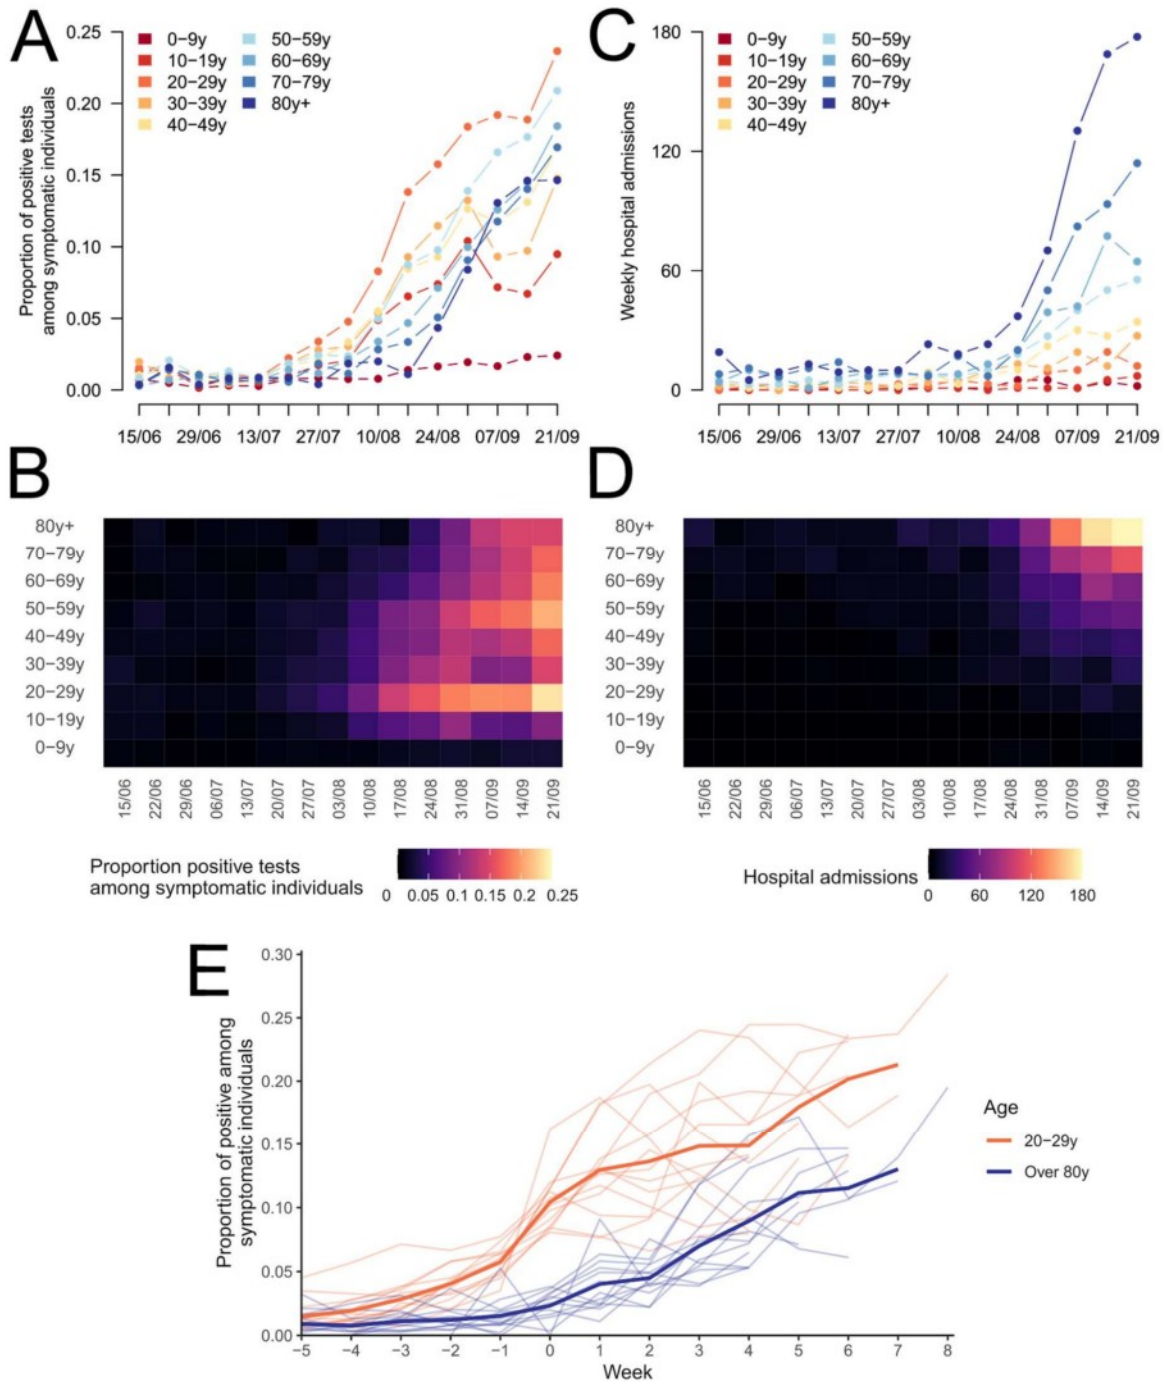 A
0.25
0.20
0.15
0.10
0.05
0.00
Proportion of positive tests
among symptomatic individuals
0−9y
10−19y
20−29y
30−39y
40−49y
50−59y
60−69y
70−79y
80y+
15/06 29/06 13/07 27/07 10/08 24/08 07/09 21/09
C
180
120
60
0
Weekly hospital admissions
0−9y
10−19y
20−29y
30−39y
40−49y
50−59y
60−69y
70−79y
80y+
15/06 29/06 13/07 27/07 10/08 24/08 07/09 21/09
B
80y+
70−79y
60−69y
50−59y
40−49y
30−39y
20−29y
10−19y
0−9y
15/06 22/06 29/06 06/07 13/07 20/07 27/07 03/08 10/08 17/08 24/08 31/08 07/09 14/09 21/09
Proportion positive tests
among symptomatic individuals
0 0.05 0.1 0.15 0.2 0.25
D
80y+
70−79y
60−69y
50−59y
40−49y
30−39y
20−29y
10−19y
0−9y
15/06 22/06 29/06 06/07 13/07 20/07 27/07 03/08 10/08 17/08 24/08 31/08 07/09 14/09 21/09
Hospital admissions
0 60 120 180
E
0.30
0.25
0.20
0.15
0.10
0.05
0.00
Proportion of positive among
symptomatic individuals
−5 −4 −3 −2 −1 0 1 2 3 4 5 6 7 8
Week
Age
20−29y
Over 80y